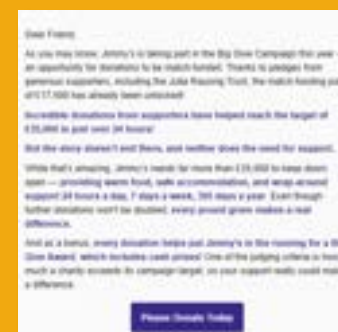 Dear Friend,
As you may know, Jimmy's is taking part in the Big Give Campaign this year -
an opportunity for donations to be match-funded. Thanks to pledges from
generous supporters, including the Julia Rausing Trust, the match funding pot
of £17,500 has already been unlocked!
Incredible donations from supporters have helped reach the target of
£35,000 in just over 24 hours!
But the story doesn't end there, and neither does the need for support.
While that's amazing, Jimmy's needs far more than £35,000 to keep doors
open — providing warm food, safe accommodation, and wrap-around
support 24 hours a day, 7 days a week, 365 days a year. Even though
further donations won't be doubled, every pound given makes a real
difference.
And as a bonus, every donation helps put Jimmy's in the running for a Big
Give Award, which includes cash prizes! One of the judging criteria is how
much a charity exceeds its campaign target, so your support really could make
a difference.
Please Donate Today